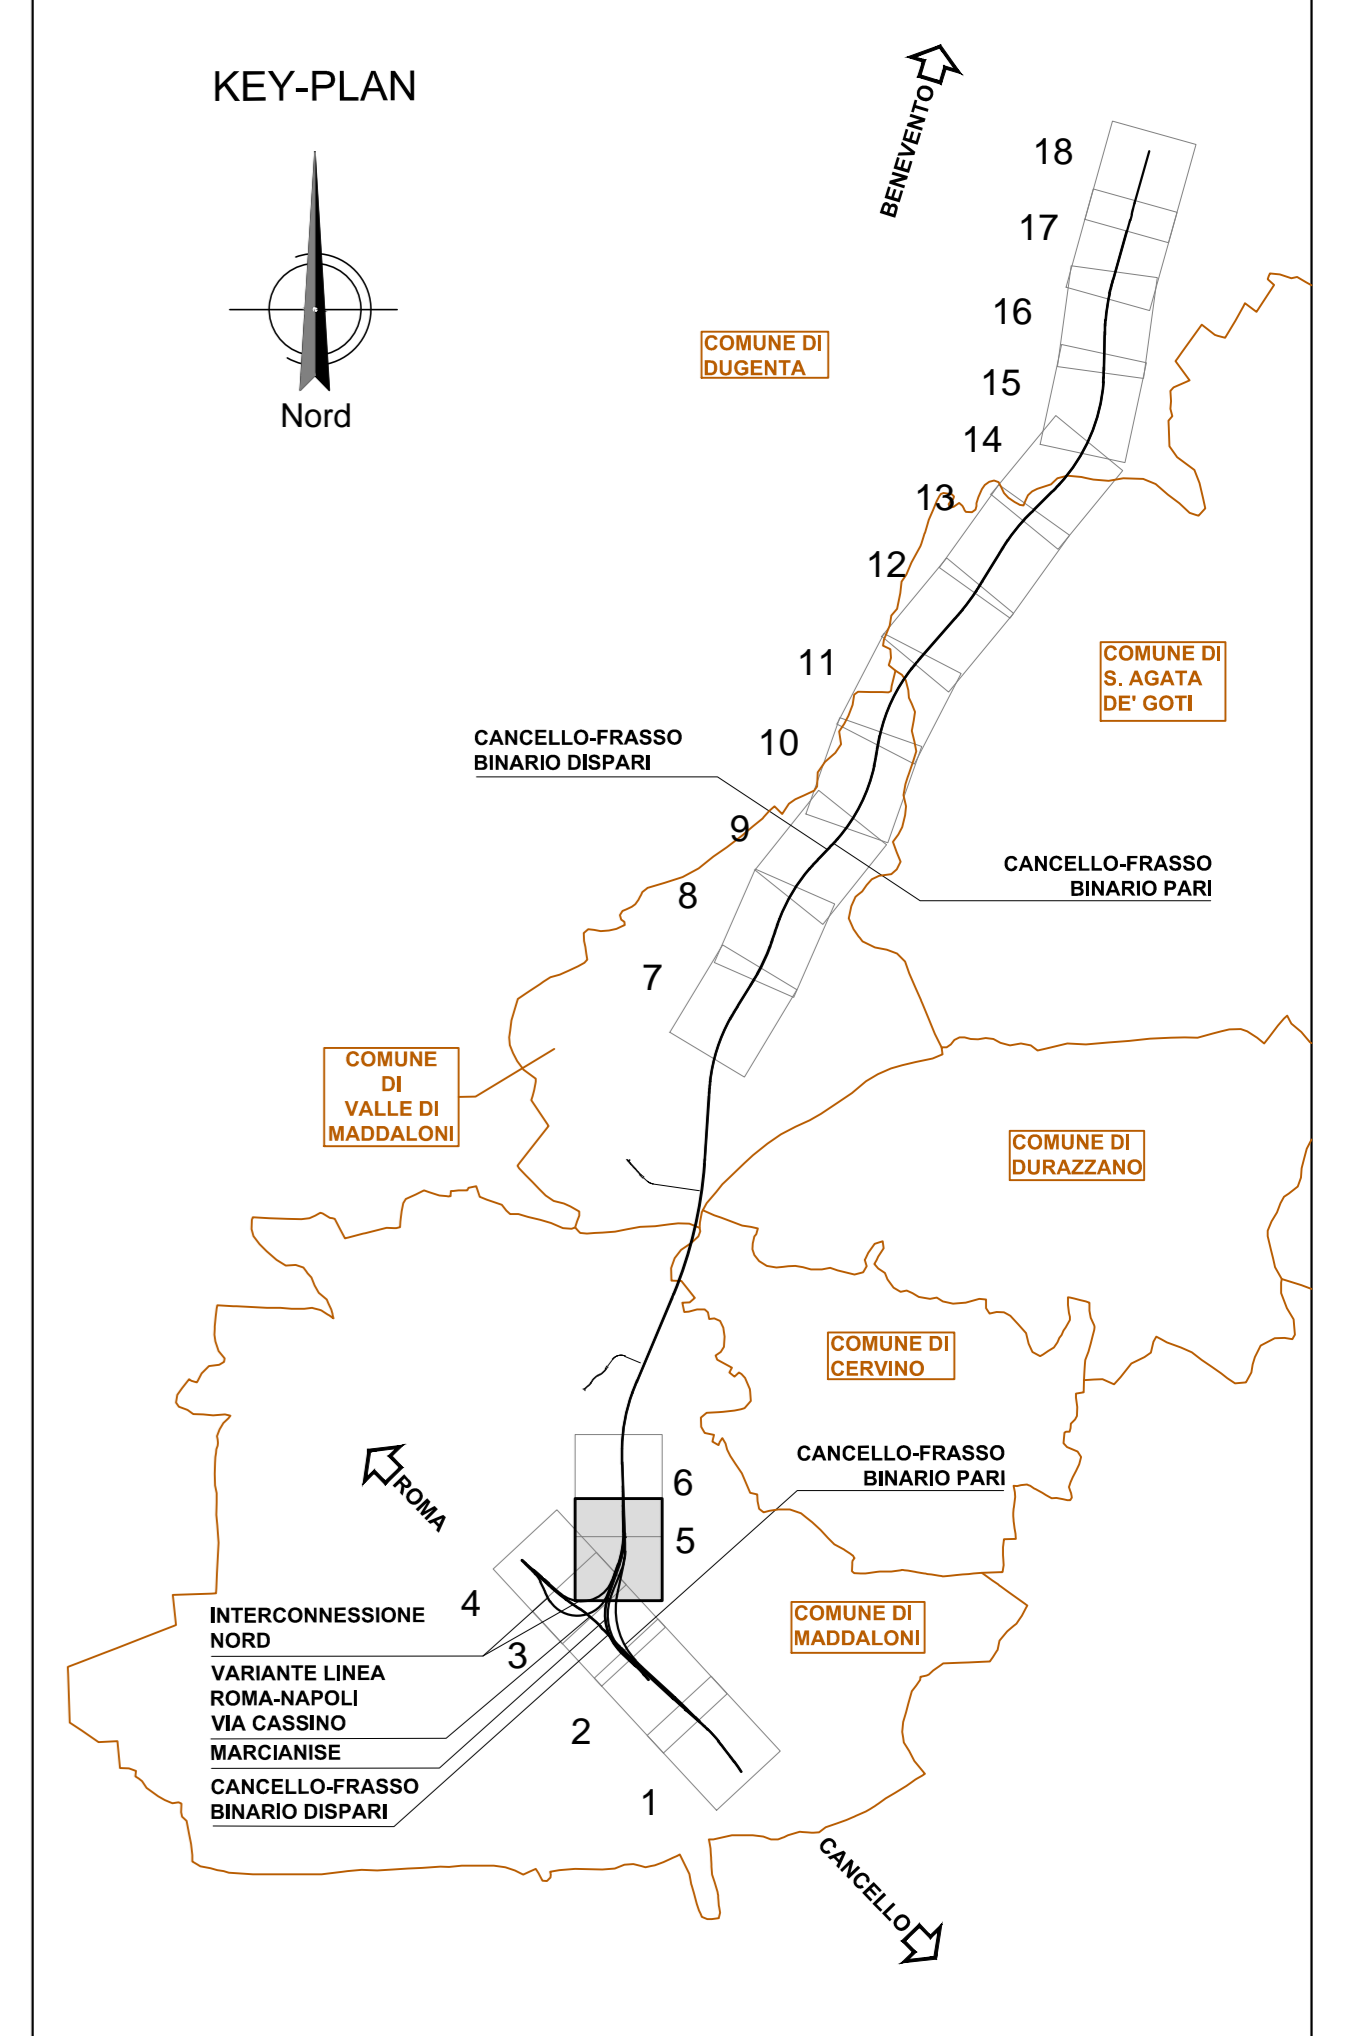 KEY-PLAN
BENEVENTO
Nord
18
17
16
15
14
13
12
11
10
9
8
7
COMUNE DI
DUGENTA
COMUNE DI
S. AGATA
DE' GOTI
CANCELLO-FRASSO
BINARIO DISPARI
CANCELLO-FRASSO
BINARIO PARI
COMUNE
DI
VALLE DI
MADDALONI
COMUNE DI
DURAZZANO
COMUNE DI
CERVINO
ROMA
CANCELLO-FRASSO
BINARIO PARI
6
5
4
3
2
1
INTERCONNESSIONE
NORD
VARIANTE LINEA
ROMA-NAPOLI
VIA CASSINO
MARCIANISE
CANCELLO-FRASSO
BINARIO DISPARI
COMUNE DI
MADDALONI
CANCELLO